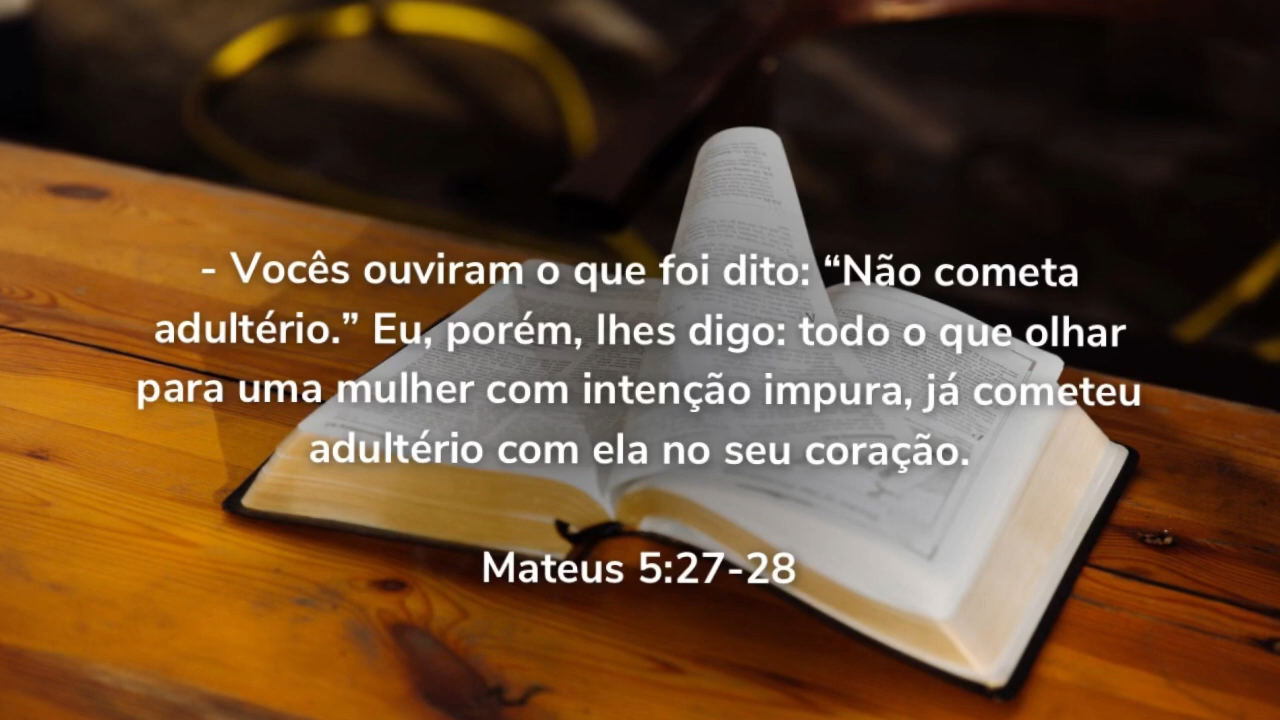 - Vocês ouviram o que foi dito: “Não cometa
adultério.” Eu, porém, lhes digo: todo o que olhar
para uma mulher com intenção impura, já cometeu
adultério com ela no seu coração.
Mateus 5:27-28